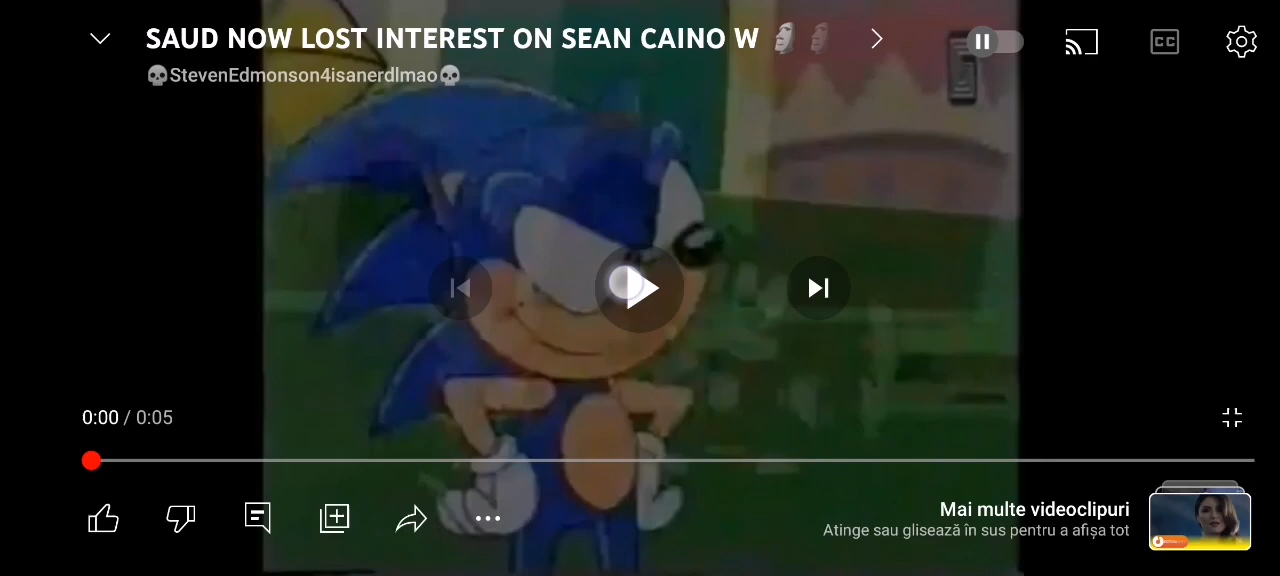 SAUD NOW LOST INTEREST ON SEAN CAINO W 🗿🗿
💀StevenEdmonson4isanerdlmao💀
CC
0:00 / 0:05
Mai multe videoclipuri
Atinge sau glisează în sus pentru a afișa tot